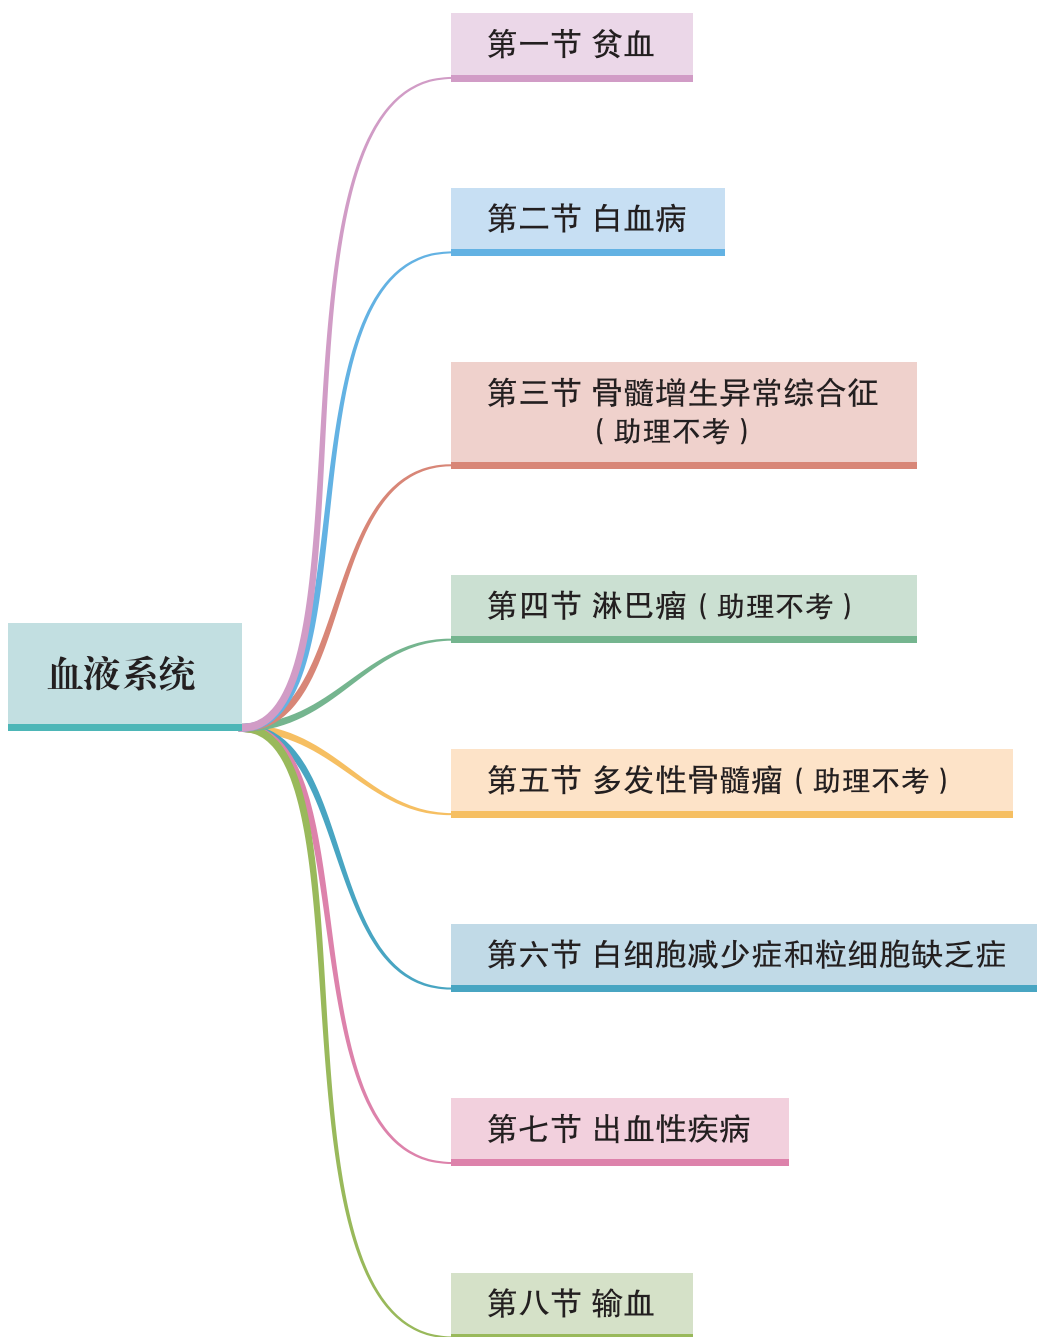 第一节 贫血
第二节 白血病
第三节 骨髓增生异常综合征
（助理不考）
血液系统
第四节 淋巴瘤（助理不考）
第五节 多发性骨髓瘤（助理不考）
第六节 白细胞减少症和粒细胞缺乏症
第七节 出血性疾病
第八节 输血